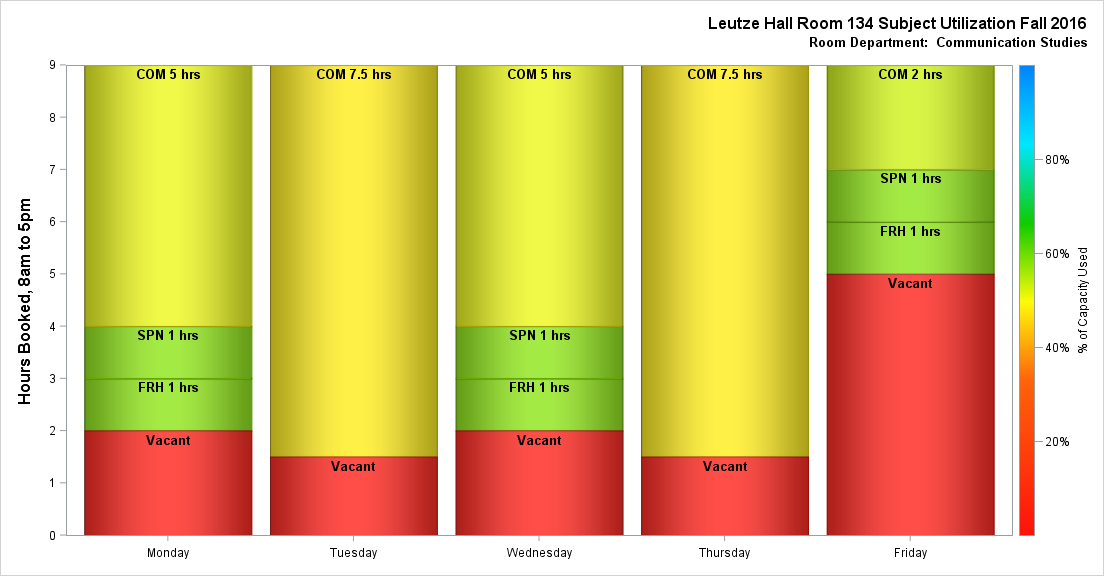 Leutze Hall Room 134 Subject Utilization Fall 2016
Room Department:  Communication Studies
Hours Booked, 8am to 5pm
9
8
7
6
5
4
3
2
1
0
COM 5 hrs
SPN 1 hrs
FRH 1 hrs
Vacant
COM 7.5 hrs
Vacant
COM 5 hrs
SPN 1 hrs
FRH 1 hrs
Vacant
COM 7.5 hrs
Vacant
COM 2 hrs
SPN 1 hrs
FRH 1 hrs
Vacant
Monday
Tuesday
Wednesday
Thursday
Friday
80%
60%
40%
20%
% of Capacity Used